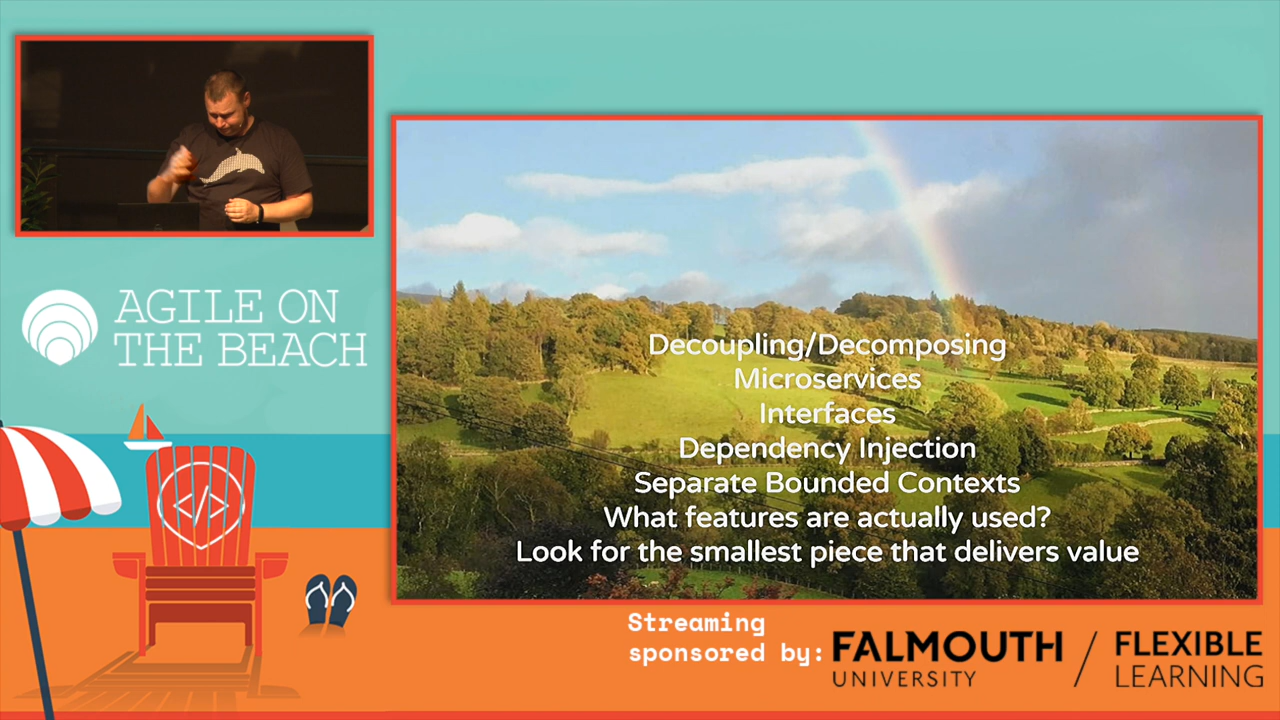 AGILE ON
THE BEACH
</>
Decoupling/Decomposing
Microservices
Interfaces
Dependency Injection
Separate Bounded Contexts
What features are actually used?
Look for the smallest piece that delivers value
Streaming
sponsored by:
FALMOUTH
UNIVERSITY
/
FLEXIBLE
LEARNING